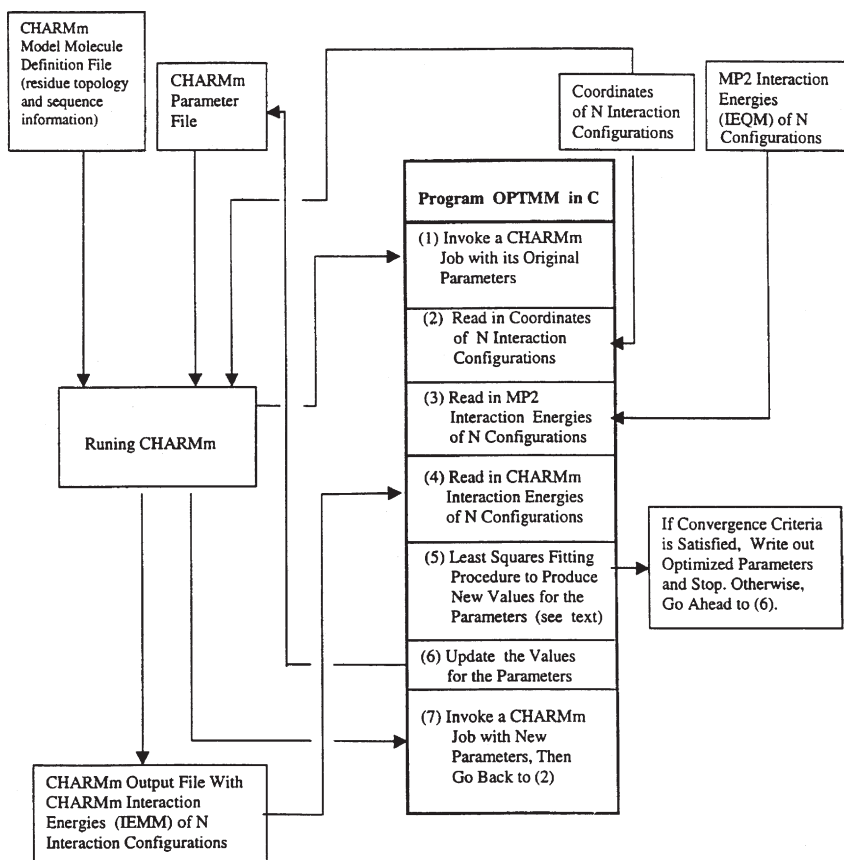 CHARMm
Model Molecule
Definition File
(residue topology
and sequence
information)
CHARMm
Parameter
File
Coordinates
of N Interaction
Configurations
MP2 Interaction
Energies
(IEQM) of N
Configurations
Program OPTMM in C
(1) Invoke a CHARMm
Job with its Original
Parameters
(2) Read in Coordinates
of N Interaction
Configurations
(3) Read in MP2
Interaction Energies
of N Configurations
Runing CHARMm
(4) Read in CHARMm
Interaction Energies
of N Configurations
(5) Least Squares Fitting
Procedure to Produce
New Values for the
Parameters (see text)
If Convergence Criteria
is Satisfied, Write out
Optimized Parameters
and Stop. Otherwise,
Go Ahead to (6).
(6) Update the Values
for the Parameters
(7) Invoke a CHARMm
Job with New
Parameters, Then
Go Back to (2)
CHARMm Output File With
CHARMm Interaction
Energies (IEMM) of N
Interaction Configurations